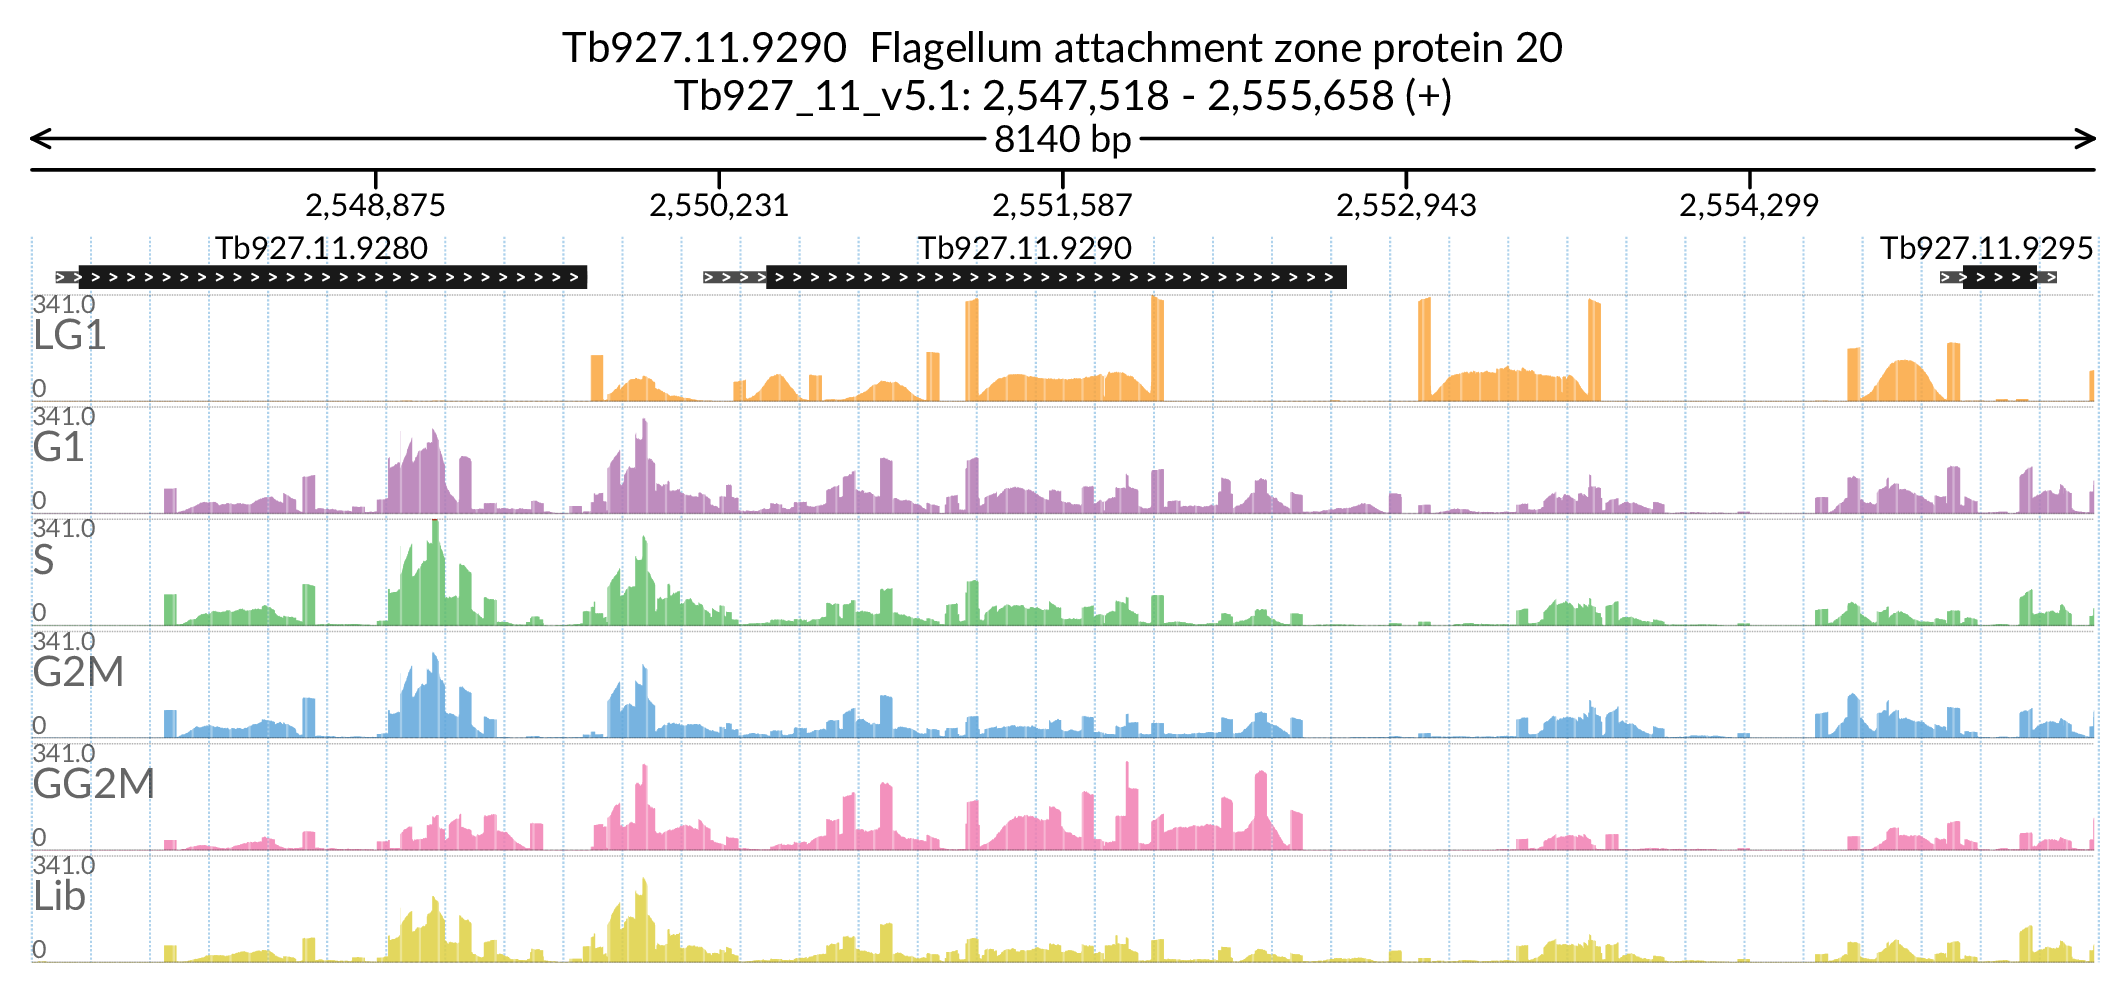 Tb927.11.9290 Flagellum attachment zone protein 20
Tb927_11_v5.1: 2,547,518 - 2,555,658 (+)
8140 bp
2,548,875 2,550,231 2,551,587 2,552,943 2,554,299
Tb927.11.9280 Tb927.11.9290 Tb927.11.9295
341.0
LG1
0
341.0
G1
0
341.0
S
0
341.0
G2M
0
341.0
GG2M
0
341.0
Lib
0